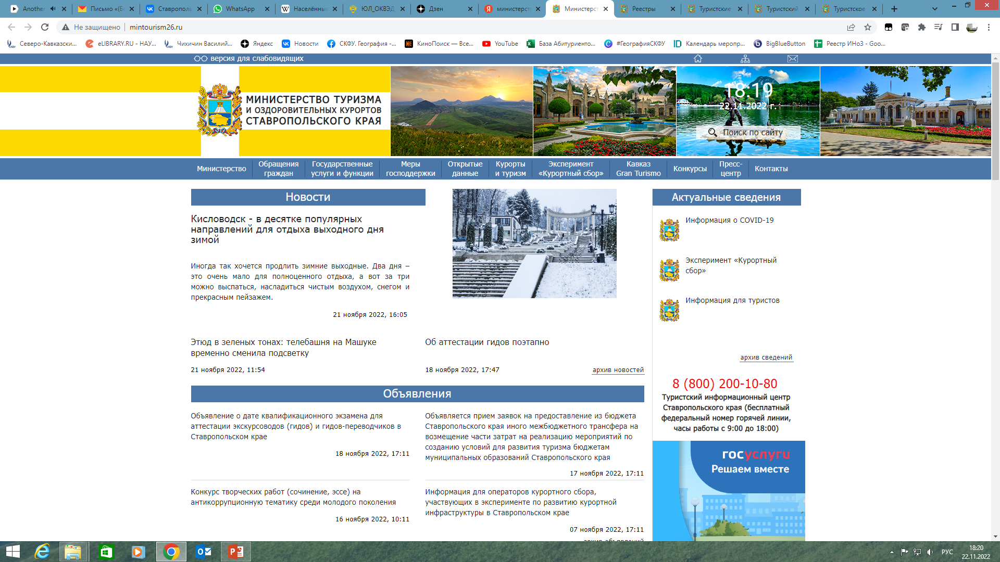 Another
Письмо «(Б
Ставрополь
WhatsApp
Населённые
ЮЛ_ОКВЭД
Дзен
министерст
Министерст
Реестры
Туристские
Туристский
Туристское
Не защищено
mintourism26.ru
Северо-Кавказски...
eLIBRARY.RU - НАУ...
Чихичин Василий...
Яндекс
Новости
СКФУ. География -...
КиноПоиск — Все...
YouTube
База Абитуриенто...
#ГеографияСКФУ
Календарь меропр...
BigBlueButton
Реестр ИНоЗ - Goo...
версия для слабовидящих
МИНИСТЕРСТВО ТУРИЗМА
И ОЗДОРОВИТЕЛЬНЫХ КУРОРТОВ
СТАВРОПОЛЬСКОГО КРАЯ
18:19
22.11.2022 г.
Поиск по сайту
Министерство
Обращения
граждан
Государственные
услуги и функции
Меры
господдержки
Открытые
данные
Курорты
и туризм
Эксперимент
«Курортный сбор»
Кавказ
Gran Turismo
Конкурсы
Пресс-
центр
Контакты
Новости
Кисловодск - в десятке популярных
направлений для отдыха выходного дня
зимой
Иногда так хочется продлить зимние выходные. Два дня –
это очень мало для полноценного отдыха, а вот за три
можно выспаться, насладиться чистым воздухом, снегом и
прекрасным пейзажем.
21 ноября 2022, 16:05
Этюд в зеленых тонах: телебашня на Машуке
временно сменила подсветку
21 ноября 2022, 11:54
Об аттестации гидов поэтапно
18 ноября 2022, 17:47
архив новостей
Объявления
Объявление о дате квалификационного экзамена для
аттестации экскурсоводов (гидов) и гидов-переводчиков в
Ставропольском крае
18 ноября 2022, 17:11
Объявляется прием заявок на предоставление из бюджета
Ставропольского края иного межбюджетного трансфера на
возмещение части затрат на реализацию мероприятий по
созданию условий для развития туризма бюджетам
муниципальных образований Ставропольского края
17 ноября 2022, 17:11
Конкурс творческих работ (сочинение, эссе) на
антикоррупционную тематику среди молодого поколения
16 ноября 2022, 10:11
Информация для операторов курортного сбора,
участвующих в эксперименте по развитию курортной
инфраструктуры в Ставропольском крае
07 ноября 2022, 17:11
архив объявлений
Актуальные сведения
Информация о COVID-19
Эксперимент «Курортный
сбор»
Информация для туристов
архив сведений
8 (800) 200-10-80
Туристский информационный центр
Ставропольского края (бесплатный
федеральный номер горячей линии,
часы работы с 9:00 до 18:00)
госуслуги
Решаем вместе
РУС
18:20
22.11.2022